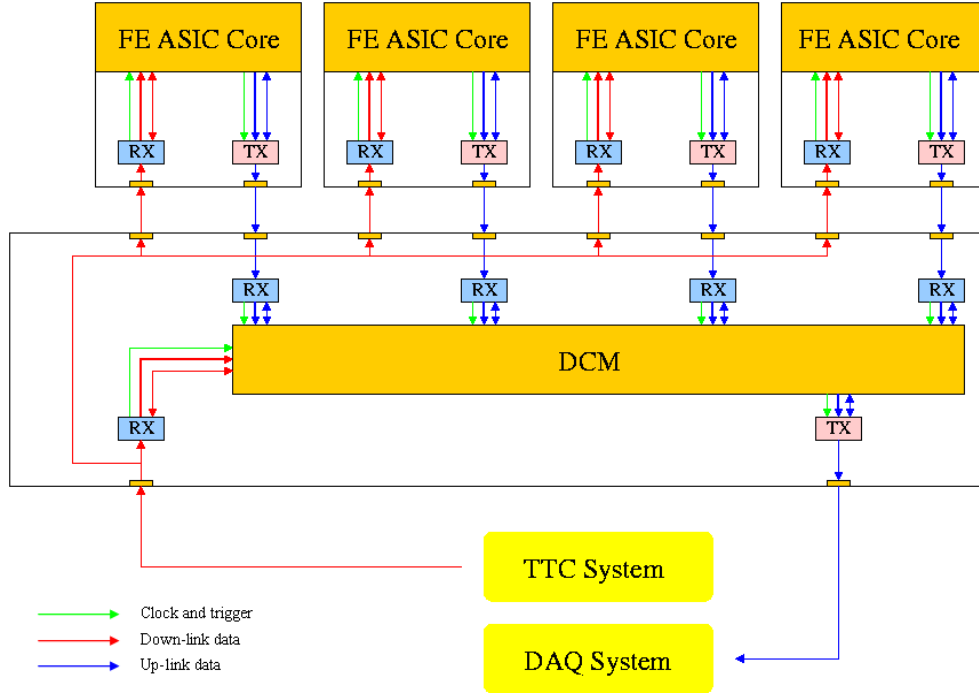 FE ASIC Core
FE ASIC Core
FE ASIC Core
FE ASIC Core
RX
TX
RX
TX
RX
TX
RX
TX
RX
RX
RX
RX
DCM
RX
TX
TTC System
Clock and trigger
Down-link data
Up-link data
DAQ System